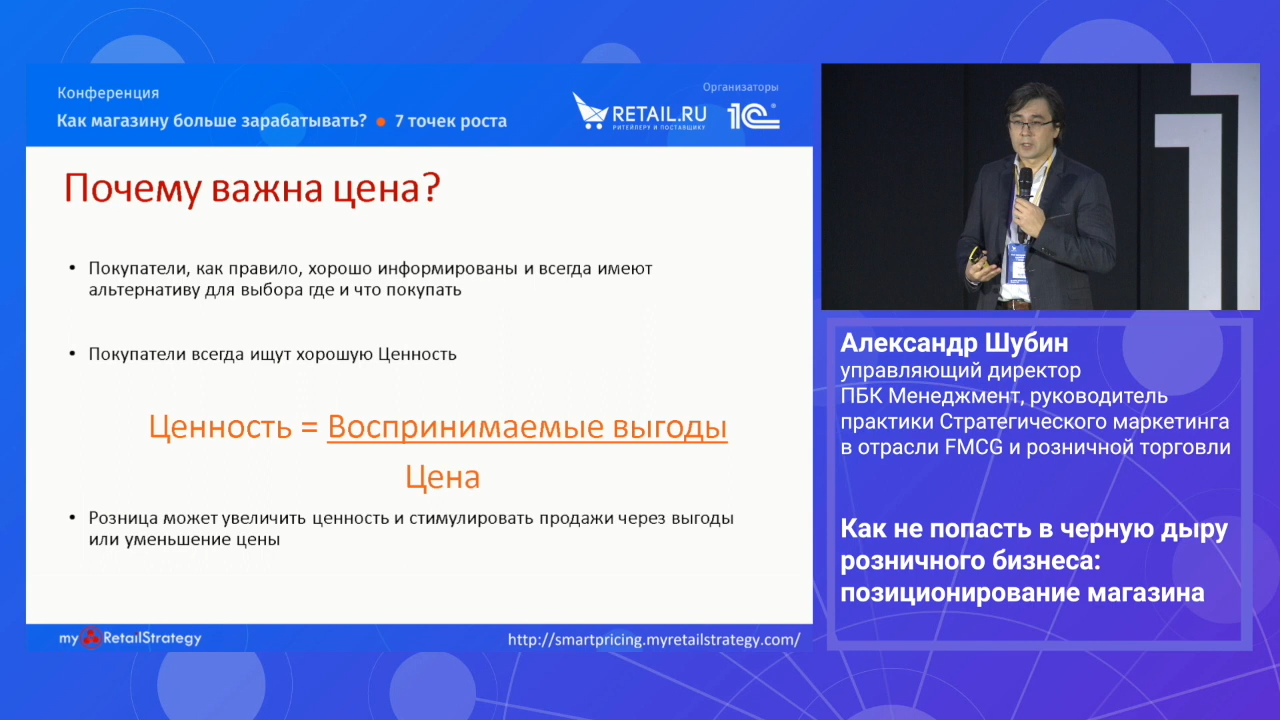 Конференция
Как магазину больше зарабатывать? • 7 точек роста
Организаторы
RETAIL.RU
РИТЕЙЛЕРУ И ПОСТАВЩИКУ
1С
Почему важна цена?
• Покупатели, как правило, хорошо информированы и всегда имеют
альтернативу для выбора где и что покупать
• Покупатели всегда ищут хорошую Ценность
Ценность = Воспринимаемые выгоды
Цена
• Розница может увеличить ценность и стимулировать продажи через выгоды
или уменьшение цены
my RetailStrategy
http://smartpricing.myretailstrategy.com/
Александр Шубин
управляющий директор
ПБК Менеджмент, руководитель
практики Стратегического маркетинга
в отрасли FMCG и розничной торговли
Как не попасть в черную дыру
розничного бизнеса:
позиционирование магазина